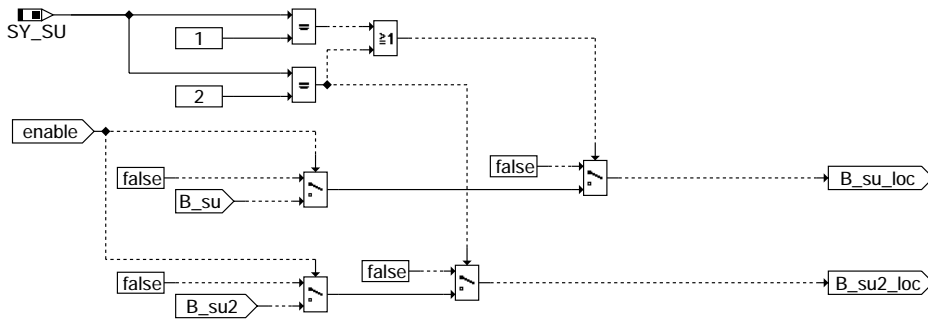 SY_SU
1
=
≥1
2
=
enable
false
false
B_su
B_su_loc
false
false
B_su2
B_su2_loc